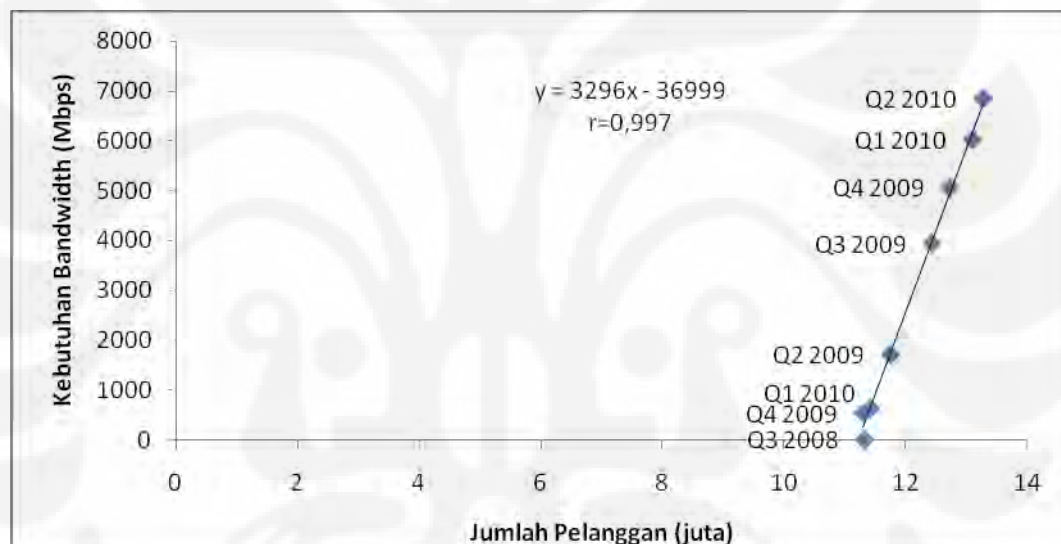 8000
7000
6000
5000
4000
3000
2000
1000
0
Kebutuhan Bandwidth (Mbps)
y = 3296x - 36999
r=0,997
Q2 2010
Q1 2010
Q4 2009
Q3 2009
Q2 2009
Q1 2010
Q4 2009
Q3 2008
0 2 4 6 8 10 12 14
Jumlah Pelanggan (juta)